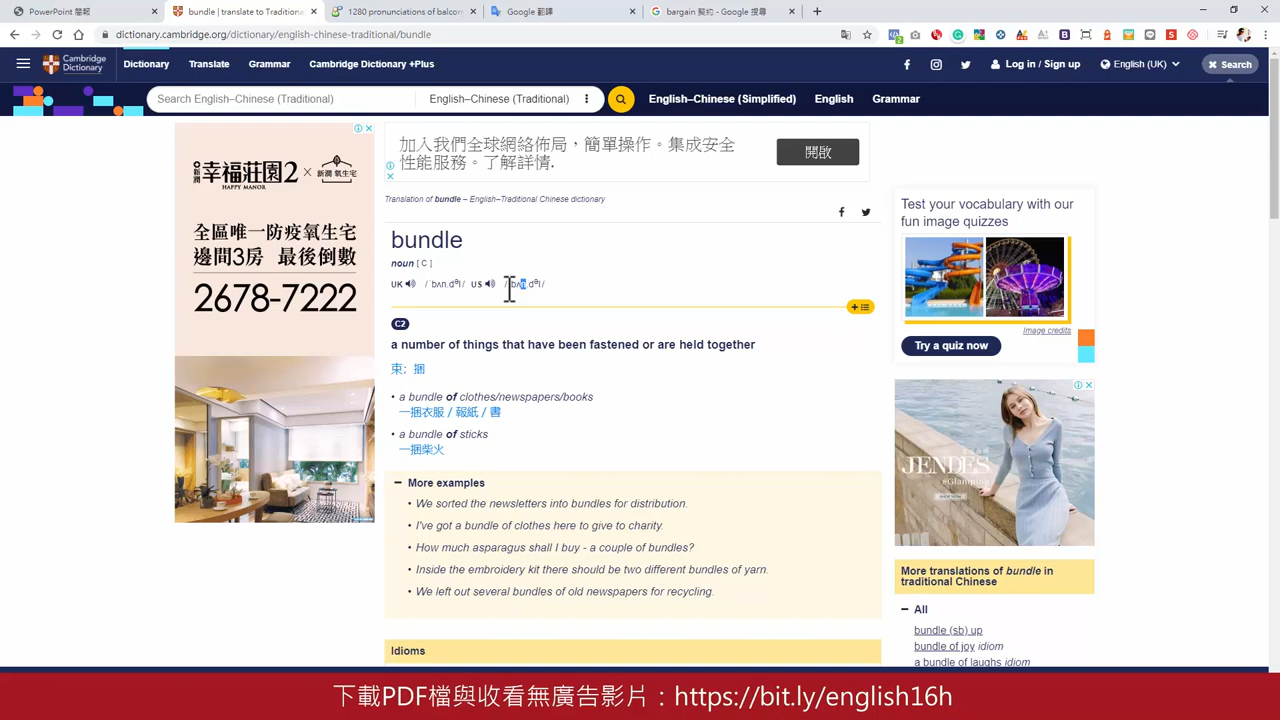 PowerPoint 簡報
bundle | translate to Traditional
1280 pronunciations of balcony
Google 翻譯
bargain 契約 - Google 搜尋
dictionary.cambridge.org/dictionary/english-chinese-traditional/bundle
Cambridge Dictionary
Dictionary
Translate
Grammar
Cambridge Dictionary +Plus
Log in / Sign up
English (UK)
Search
Search English–Chinese (Traditional)
English–Chinese (Traditional)
English–Chinese (Simplified)
English
Grammar
幸福莊園2
HAPPY MANOR
全區唯一防疫氧生宅
邊間3房 最後倒數
2678-7222
加入我們全球網絡佈局，簡單操作。集成安全
性能服務。了解詳情.
開啟
Translation of bundle – English–Traditional Chinese dictionary
bundle
noun [ C ]
UK /ˈbʌn.dəl/ US /ˈbʌn.dəl/
C2
a number of things that have been fastened or are held together
束；捆
• a bundle of clothes/newspapers/books
一捆衣服／報紙／書
• a bundle of sticks
一捆柴火
More examples
• We sorted the newsletters into bundles for distribution.
• I've got a bundle of clothes here to give to charity.
• How much asparagus shall I buy - a couple of bundles?
• Inside the embroidery kit there should be two different bundles of yarn.
• We left out several bundles of old newspapers for recycling.
Idioms
Test your vocabulary with our
fun image quizzes
Image credits
Try a quiz now
JENDES
#Glamping
More translations of bundle in
traditional Chinese
All
bundle (sb) up
bundle of joy idiom
a bundle of laughs idiom
下載PDF檔與收看無廣告影片：https://bit.ly/english16h